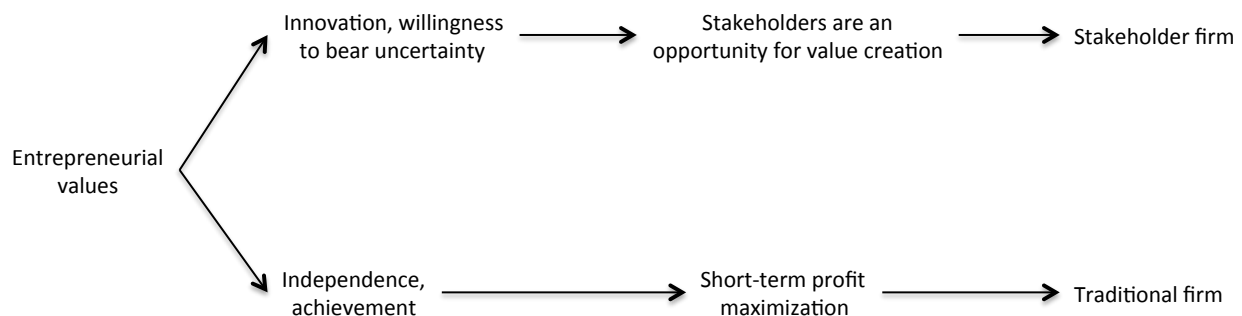 Innovation, willingness
to bear uncertainty
Stakeholders are an
opportunity for value creation
Stakeholder firm
Entrepreneurial
values
Independence,
achievement
Short-term profit
maximization
Traditional firm